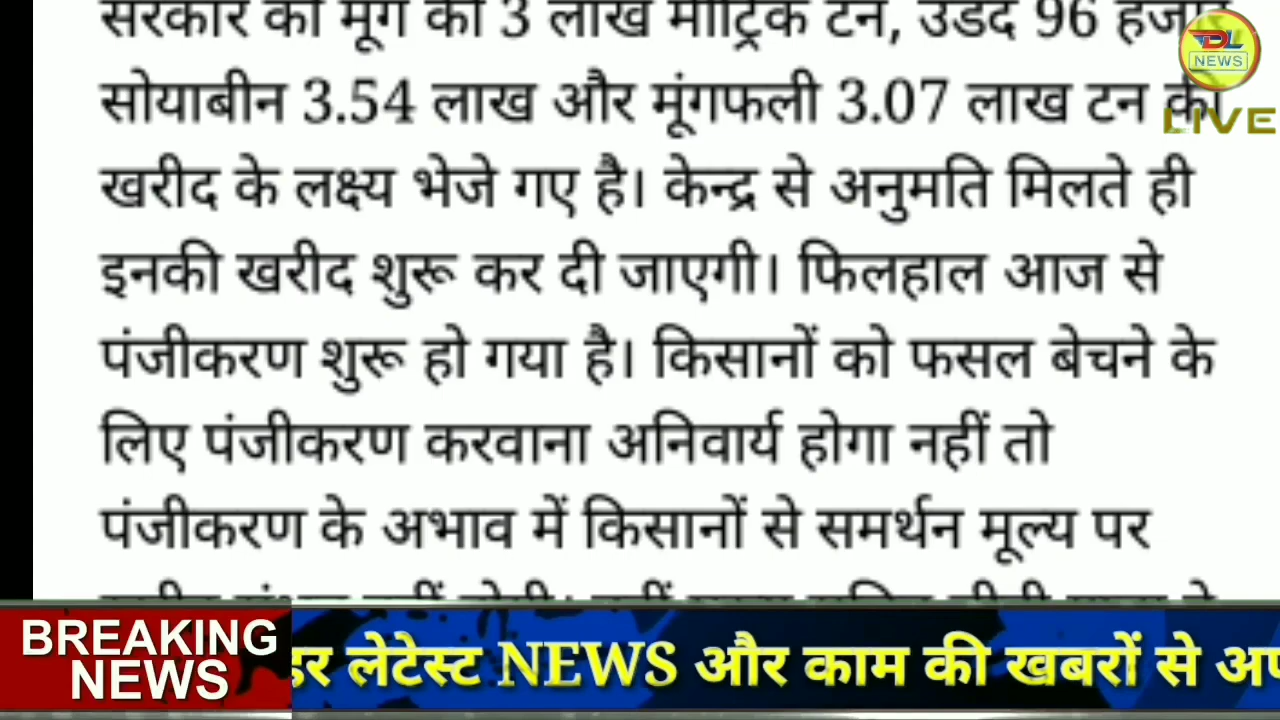 सरकार को मूंग की 3 लाख मीट्रिक टन, उडद 96 हजार
सोयाबीन 3.54 लाख और मूंगफली 3.07 लाख टन की
खरीद के लक्ष्य भेजे गए है। केन्द्र से अनुमति मिलते ही
इनकी खरीद शुरू कर दी जाएगी। फिलहाल आज से
पंजीकरण शुरू हो गया है। किसानों को फसल बेचने के
लिए पंजीकरण करवाना अनिवार्य होगा नहीं तो
पंजीकरण के अभाव में किसानों से समर्थन मूल्य पर
DL
NEWS
LIVE
BREAKING
NEWS
लेंटेस्ट NEWS और काम की खबरों से